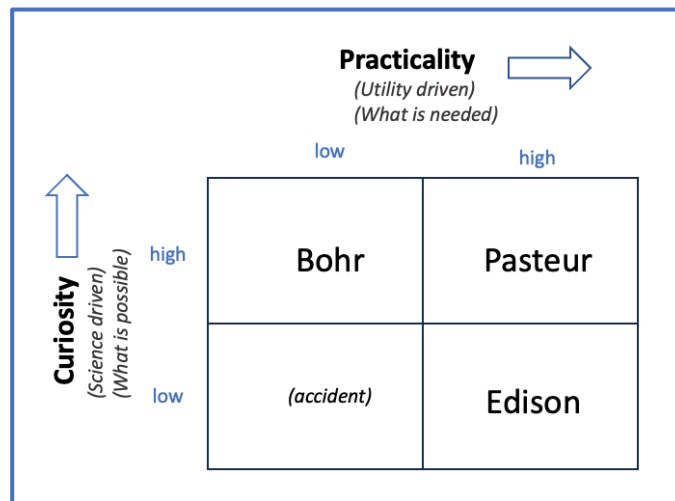 Practicality
(Utility driven)
(What is needed)
low
high
Curiosity
(Science driven)
(What is possible)
high
Bohr
Pasteur
low
(accident)
Edison